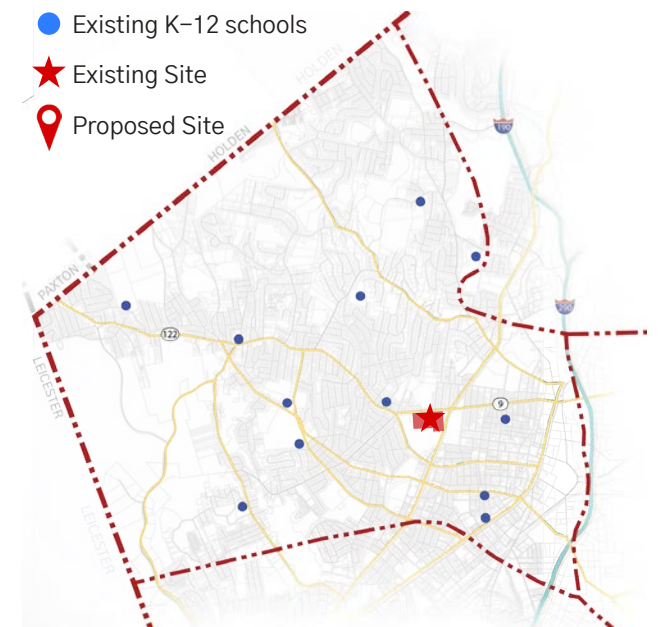 Existing K-12 schools
Existing Site
Proposed Site
HOLDEN
HOLDEN
190
PAXTON
290
122
LEICESTER
9
LEICESTER